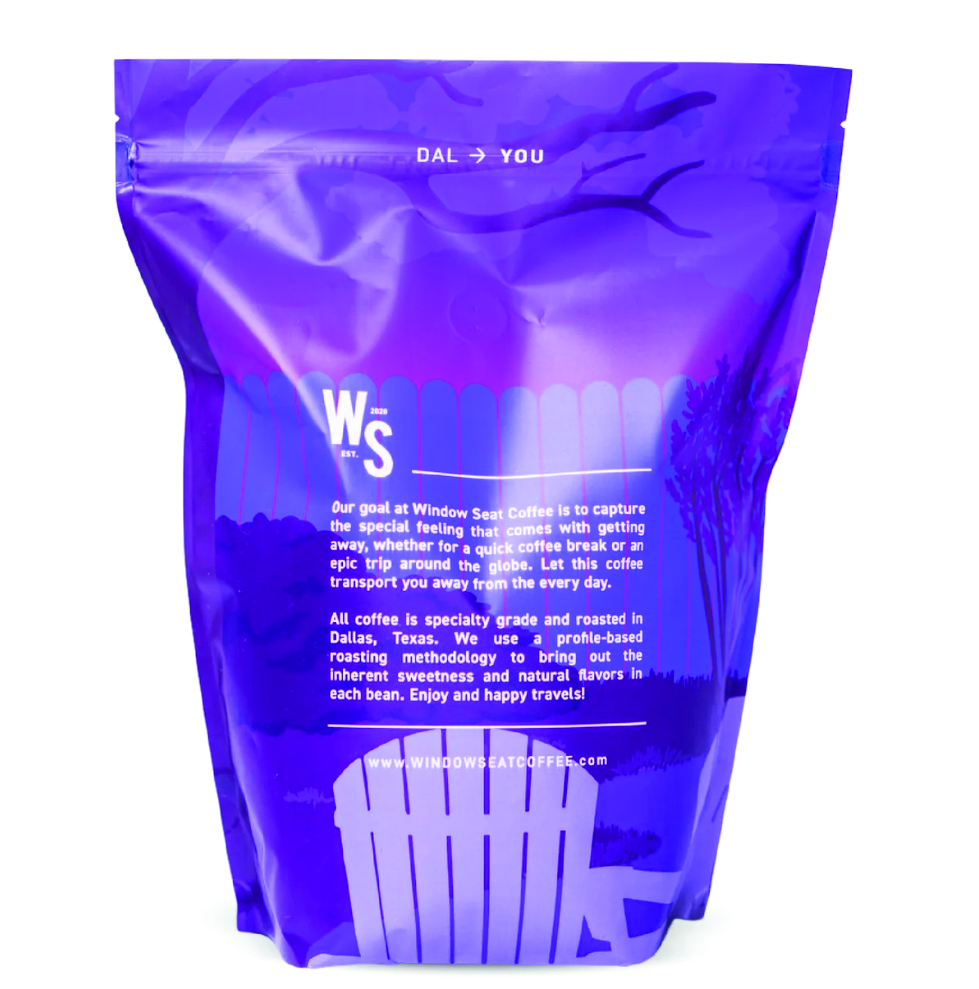 DAL → YOU
W
2020
EST.
S
Our goal at Window Seat Coffee is to capture
the special feeling that comes with getting
away, whether for a quick coffee break or an
epic trip around the globe. Let this coffee
transport you away from the every day.
All coffee is specialty grade and roasted in
Dallas, Texas. We use a profile-based
roasting methodology to bring out the
inherent sweetness and natural flavors in
each bean. Enjoy and happy travels!
www.WINDOWSEATCOFFEE.com